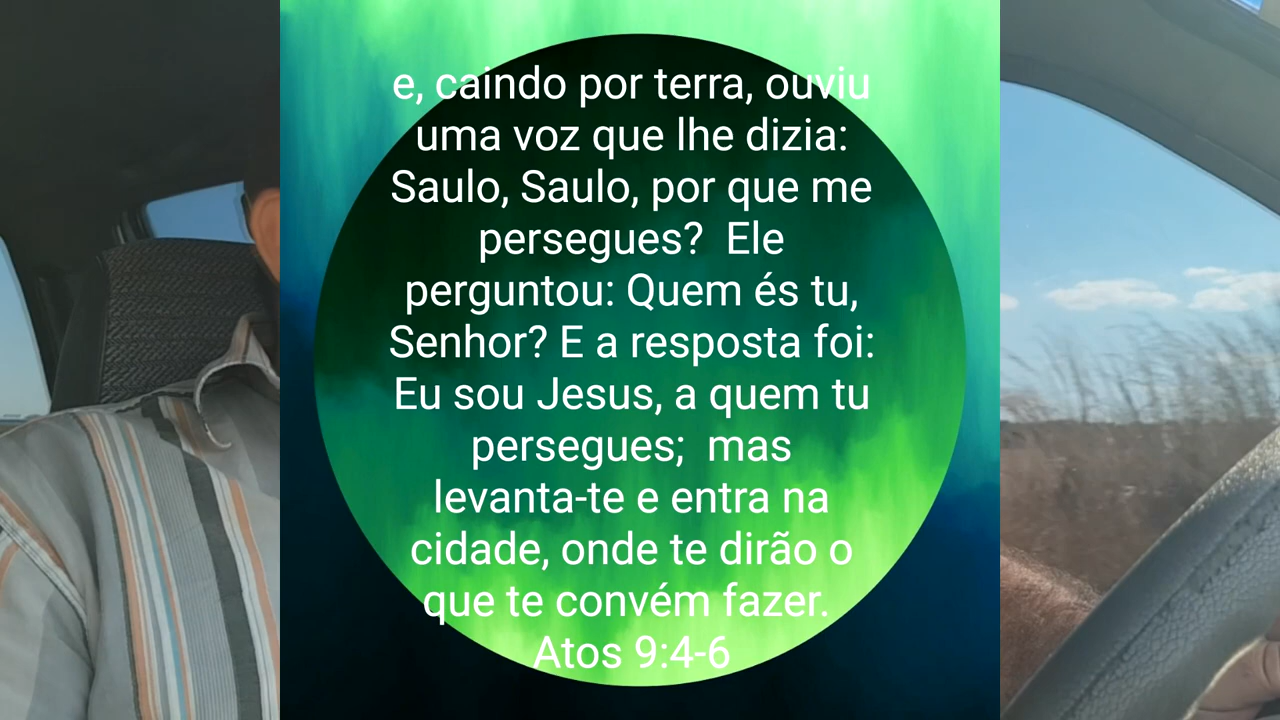 e, caindo por terra, ouviu
uma voz que lhe dizia:
Saulo, Saulo, por que me
persegues?  Ele
perguntou: Quem és tu,
Senhor? E a resposta foi:
Eu sou Jesus, a quem tu
persegues;  mas
levanta-te e entra na
cidade, onde te dirão o
que te convém fazer.
Atos 9:4-6